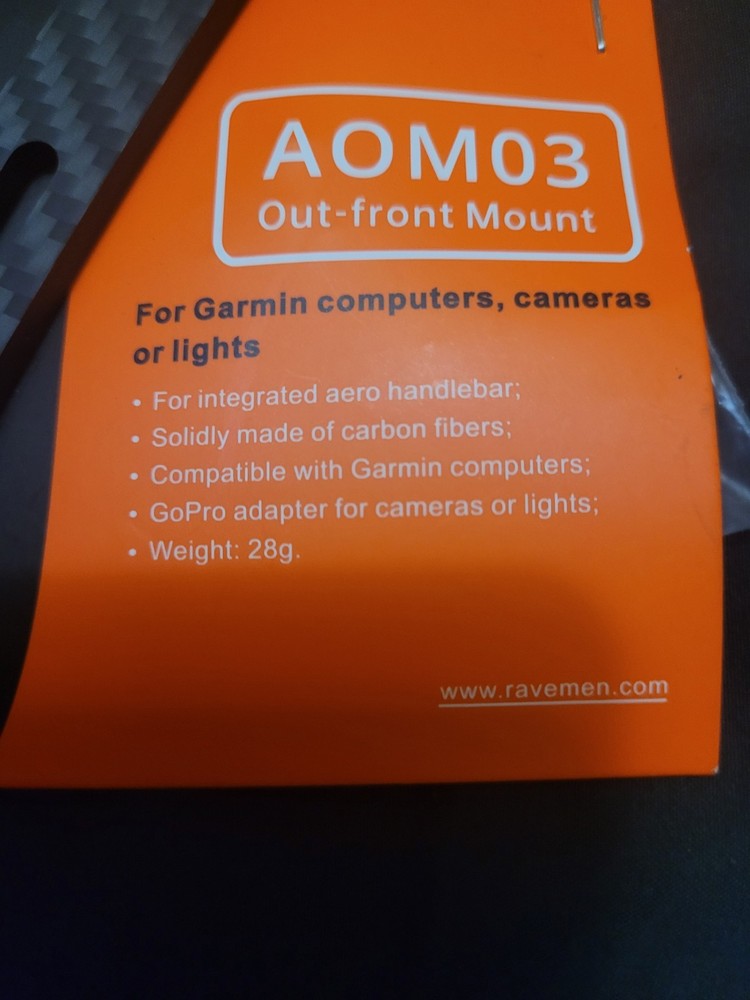 AOM03
Out-front Mount
For Garmin computers, cameras
or lights
• For integrated aero handlebar;
• Solidly made of carbon fibers;
• Compatible with Garmin computers;
• GoPro adapter for cameras or lights;
• Weight: 28g.
www.ravemen.com